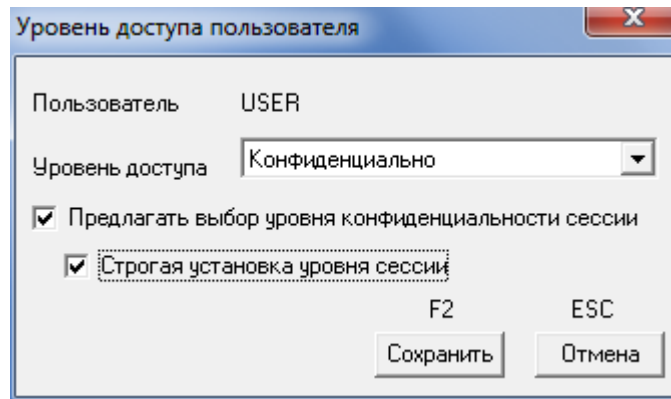 Уровень доступа пользователя
Пользователь USER
Уровень доступа Конфиденциально
Предлагать выбор уровня конфиденциальности сессии
Строгая установка уровня сессии
F2 ESC
Сохранить Отмена